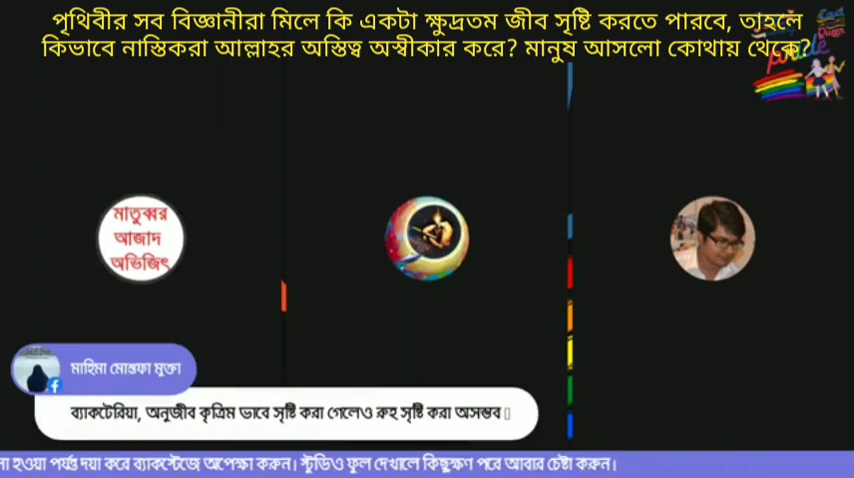 পৃথিবীর সব বিজ্ঞানীরা মিলে কি একটা ক্ষুদ্রতম জীব সৃষ্টি করতে পারবে, তাহলে
কিভাবে নাস্তিকরা আল্লাহর অস্তিত্ব অস্বীকার করে? মানুষ আসলো কোথায় থেকে?
Queer
মাতুব্বর
আজাদ
অভিজিৎ
মাহিমা মোস্তফা মুক্তা
ব্যাকটেরিয়া, অনুজীব কৃত্রিম ভাবে সৃষ্টি করা গেলেও রুহ সৃষ্টি করা অসম্ভব
না হওয়া পর্যন্ত দয়া করে ব্যাকস্টেজে অপেক্ষা করুন। স্টুডিও ফুল দেখালে কিছুক্ষণ পরে আবার চেষ্টা করুন।